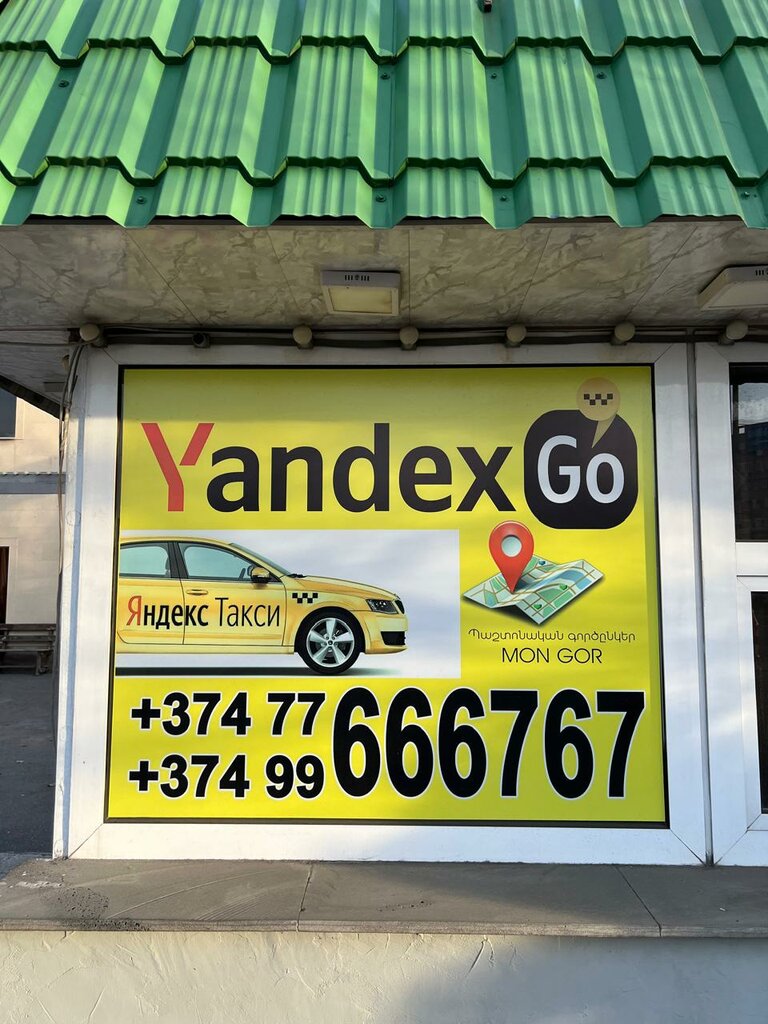 Yandex Go
Яндекс Такси
Պաշտոնական գործընկեր
MON GOR
+374 77 666767
+374 99